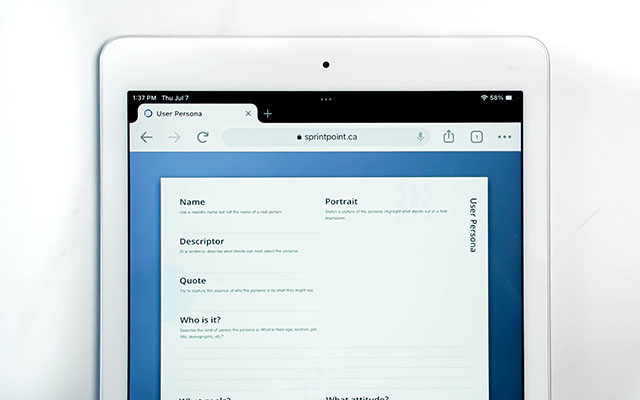 1:37 PM Thu Jul 7
58%
User Persona
sprintpoint.ca
1
Name
Use a realistic name but not the name of a real person.
Portrait
Sketch a picture of the persona. Highlight what stands out in a first
impression.
User Persona
Descriptor
In a sentence, describe what stands out most about the persona.
Quote
Try to capture the essence of who the persona is by what they might say.
Who is it?
Describe the kind of person the persona is. What is their age, location, job
title, demographic, etc.?
What goals?
What attitude?